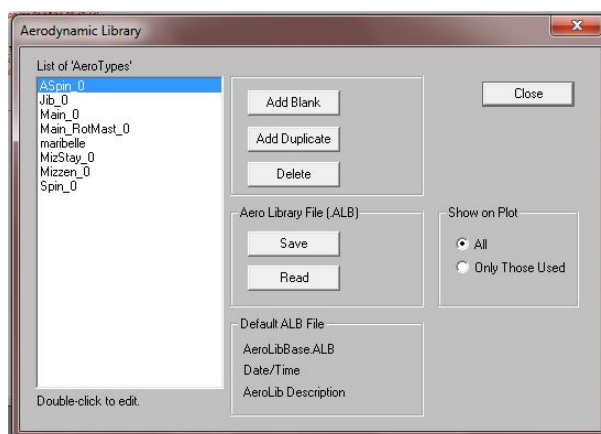 Aerodynamic Library
List of 'AeroTypes'
ASpin_0
Jib_0
Main_0
Main_RotMast_0
maribelle
MizStay_0
Mizzen_0
Spin_0
Double-click to edit.
Add Blank
Add Duplicate
Delete
Aero Library File (.ALB)
Save
Read
Default ALB File
AeroLibBase.ALB
Date/Time
AeroLib Description
Close
Show on Plot
All
Only Those Used